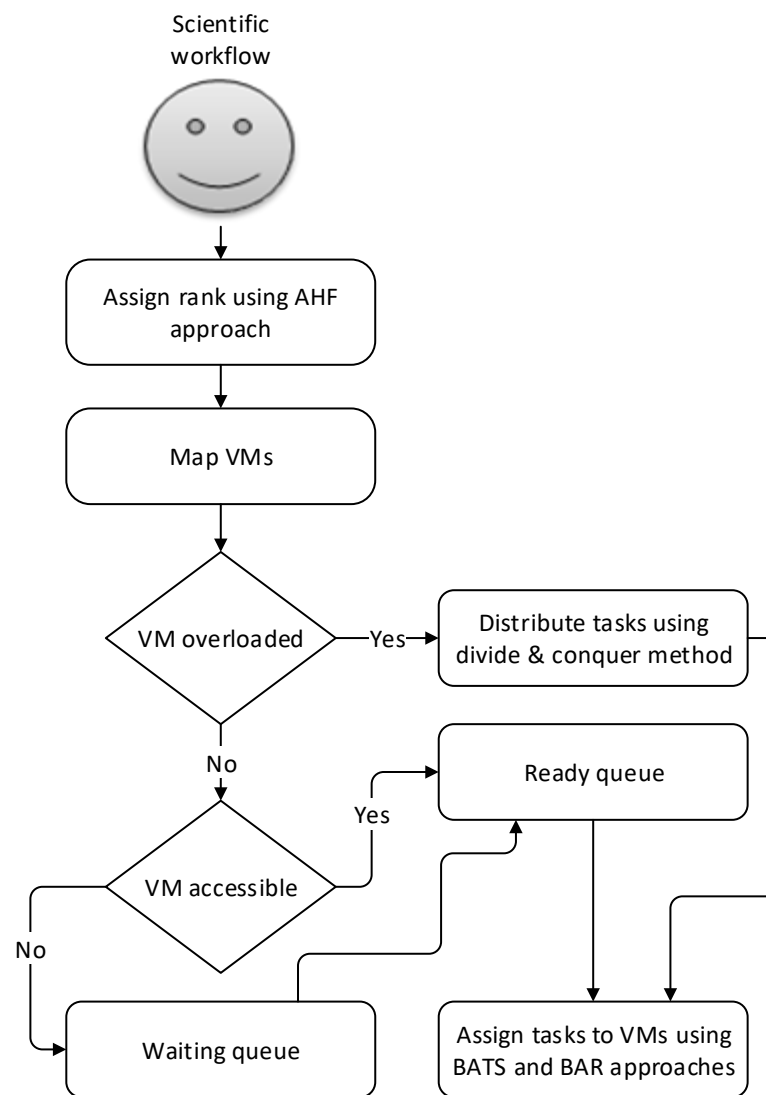 Scientific
workflow
Assign rank using AHF
approach
Map VMs
VM overloaded
Yes
Distribute tasks using
divide & conquer method
No
Ready queue
Yes
VM accessible
No
Waiting queue
Assign tasks to VMs using
BATS and BAR approaches